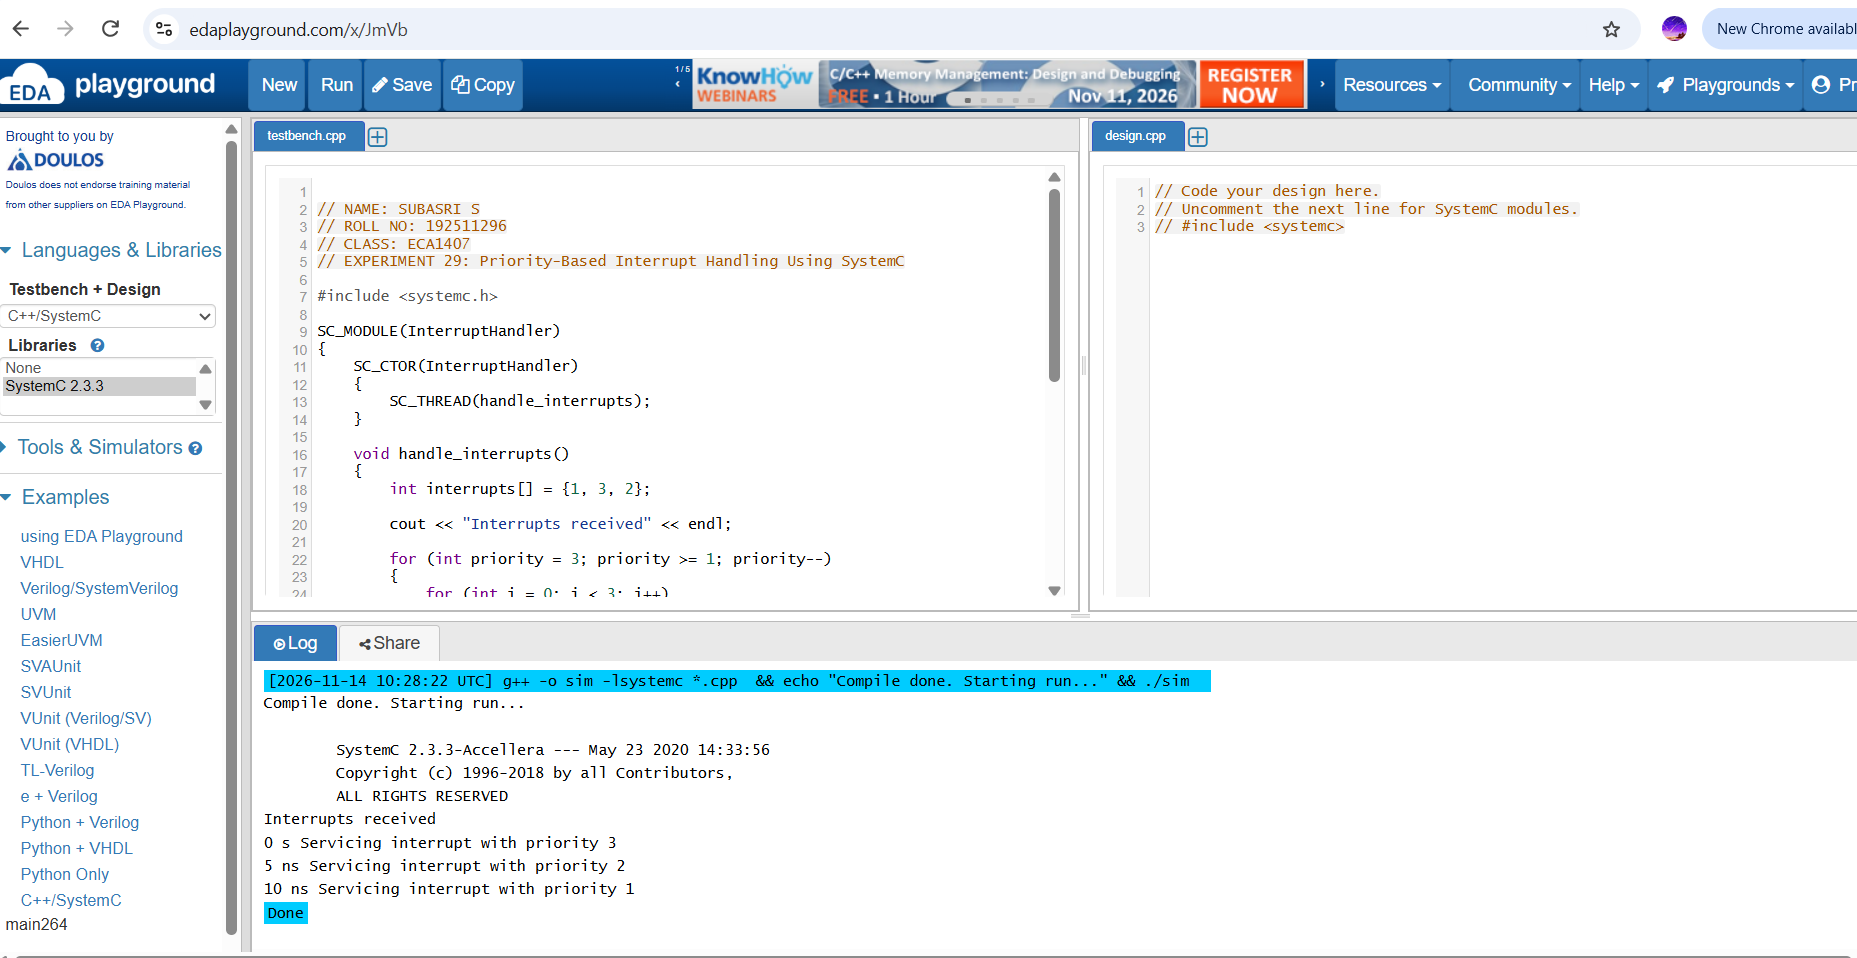 edaplayground.com/x/JmVb
New Chrome availabl
EDA playground
New Run Save Copy
1/5
KnowHow WEBINARS
C/C++ Memory Management: Design and Debugging
FREE • 1 Hour Nov 11, 2026
REGISTER NOW
Resources Community Help Playgrounds Pr
Brought to you by
DOULOS
Doulos does not endorse training material
from other suppliers on EDA Playground.
Languages & Libraries
Testbench + Design
C++/SystemC
Libraries
None
SystemC 2.3.3
Tools & Simulators
Examples
using EDA Playground
VHDL
Verilog/SystemVerilog
UVM
EasierUVM
SVAUnit
SVUnit
VUnit (Verilog/SV)
VUnit (VHDL)
TL-Verilog
e + Verilog
Python + Verilog
Python + VHDL
Python Only
C++/SystemC
main264
testbench.cpp
1
2 // NAME: SUBASRI S
3 // ROLL NO: 192511296
4 // CLASS: ECA1407
5 // EXPERIMENT 29: Priority-Based Interrupt Handling Using SystemC
6
7 #include <systemc.h>
8
9 SC_MODULE(InterruptHandler)
10 {
11 SC_CTOR(InterruptHandler)
12 {
13 SC_THREAD(handle_interrupts);
14 }
15
16 void handle_interrupts()
17 {
18 int interrupts[] = {1, 3, 2};
19
20 cout << "Interrupts received" << endl;
21
22 for (int priority = 3; priority >= 1; priority--)
23 {
24 for (int i = 0; i < 3; i++)
design.cpp
1 // Code your design here.
2 // Uncomment the next line for SystemC modules.
3 // #include <systemc>
Log Share
[2026-11-14 10:28:22 UTC] g++ -o sim -lsystemc *.cpp && echo "Compile done. Starting run..." && ./sim
Compile done. Starting run...
SystemC 2.3.3-Accellera --- May 23 2020 14:33:56
Copyright (c) 1996-2018 by all Contributors,
ALL RIGHTS RESERVED
Interrupts received
0 s Servicing interrupt with priority 3
5 ns Servicing interrupt with priority 2
10 ns Servicing interrupt with priority 1
Done